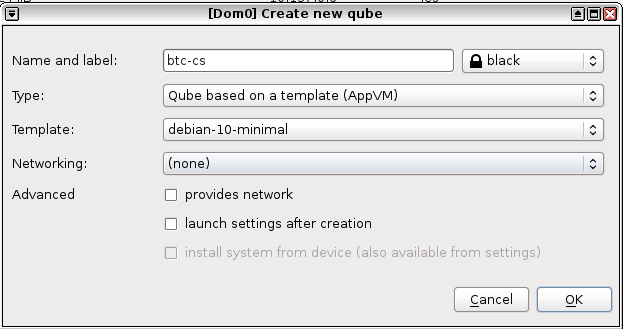 [Dom0] Create new qube
Name and label: btc-cs black
Type: Qube based on a template (AppVM)
Template: debian-10-minimal
Networking: (none)
Advanced provides network
launch settings after creation
install system from device (also available from settings)
Cancel OK